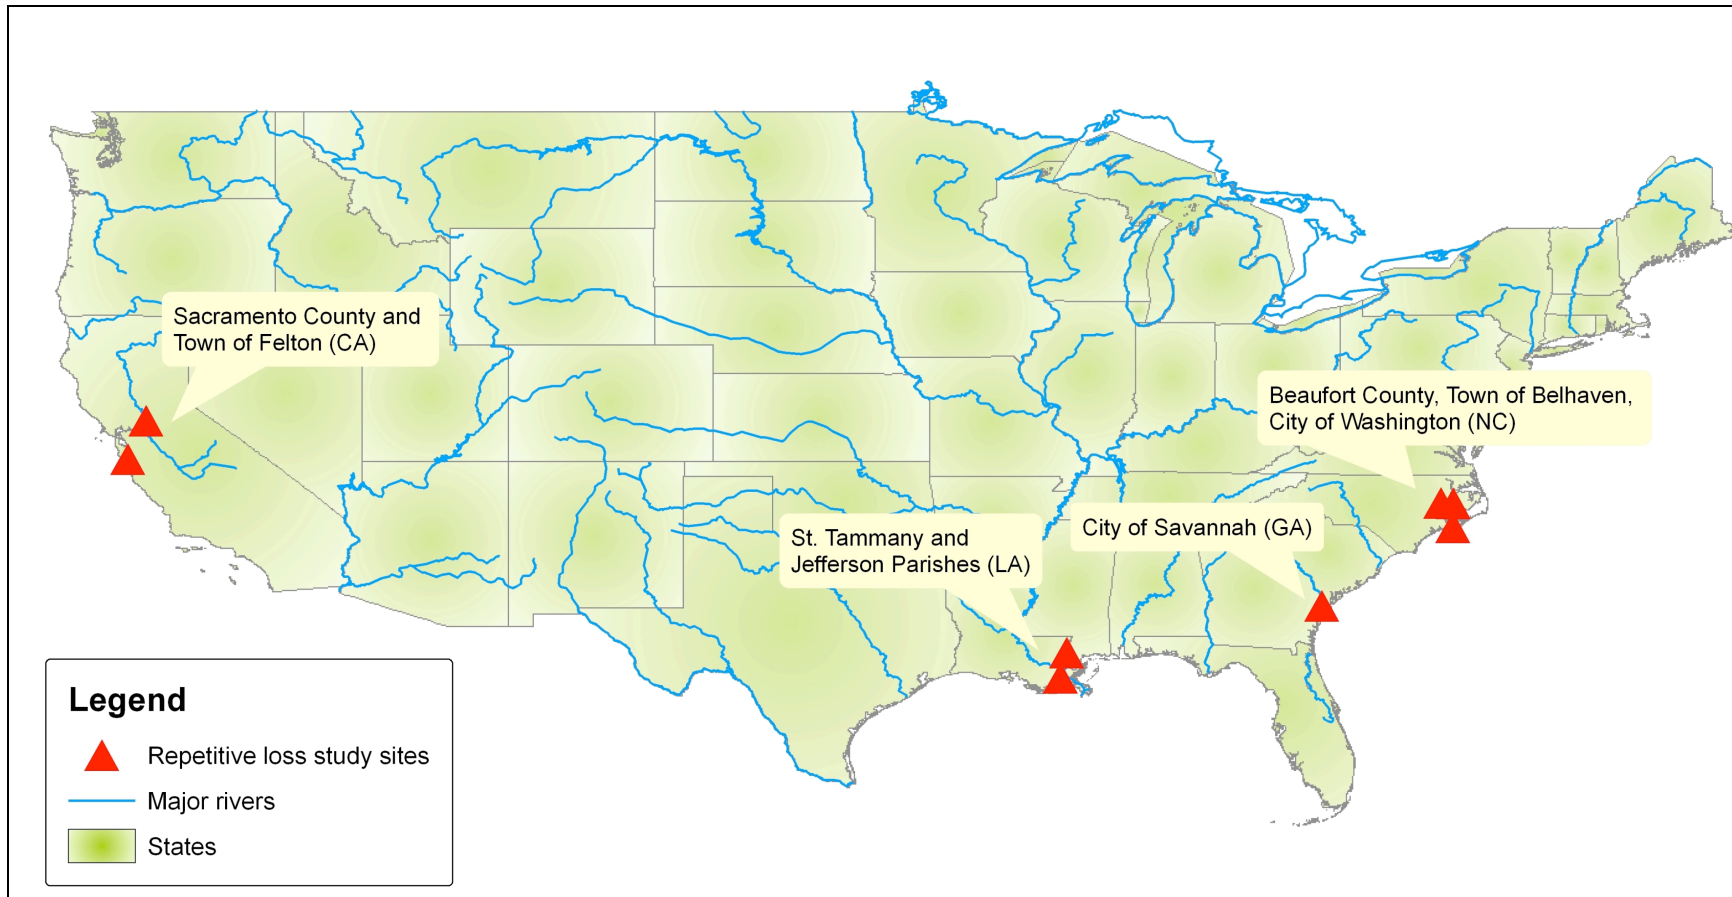 Sacramento County and
Town of Felton (CA)
Beaufort County, Town of Belhaven,
City of Washington (NC)
St. Tammany and
Jefferson Parishes (LA)
City of Savannah (GA)
Legend
Repetitive loss study sites
Major rivers
States